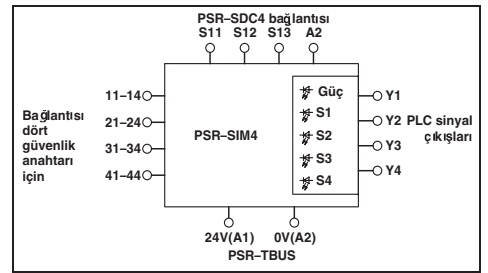 PSR–SDC4 bağlantısı
S11 S12 S13 A2
Güç
S1
S2
S3
S4
11–14
21–24
31–34
41–44
Bağlantısı
dört
güvenlik
anahtarı
için
PSR–SIM4
Y1
Y2 PLC sinyal
Y3 çıkışları
Y4
24V(A1) 0V(A2)
PSR–TBUS